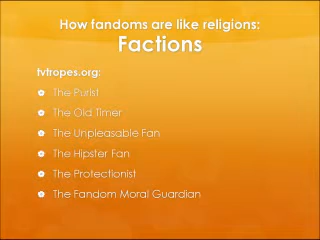 How fandoms are like religions:
Factions
tvtropes.org:
The Purist
The Old Timer
The Unpleasable Fan
The Hipster Fan
The Protectionist
The Fandom Moral Guardian